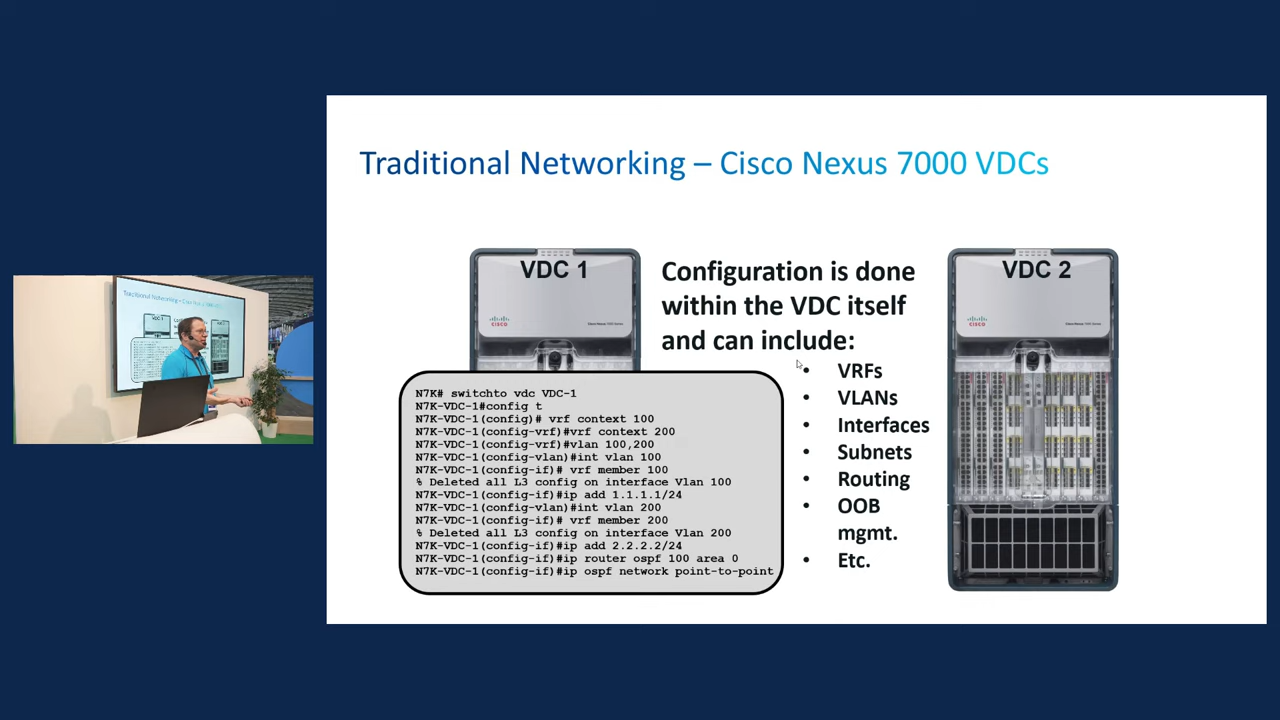 Traditional Networking – Cisco Nexus 7000 VDCs
VDC 1
CISCO
Configuration is done
within the VDC itself
and can include:
• VRFs
• VLANs
• Interfaces
• Subnets
• Routing
• OOB
mgmt.
• Etc.
VDC 2
CISCO
N7K# switchto vdc VDC-1
N7K-VDC-1#config t
N7K-VDC-1(config)# vrf context 100
N7K-VDC-1(config-vrf)#vrf context 200
N7K-VDC-1(config-vrf)#vlan 100,200
N7K-VDC-1(config-vlan)#int vlan 100
N7K-VDC-1(config-if)# vrf member 100
% Deleted all L3 config on interface Vlan 100
N7K-VDC-1(config-if)#ip add 1.1.1.1/24
N7K-VDC-1(config-vlan)#int vlan 200
N7K-VDC-1(config-if)# vrf member 200
% Deleted all L3 config on interface Vlan 200
N7K-VDC-1(config-if)#ip add 2.2.2.2/24
N7K-VDC-1(config-if)#ip router ospf 100 area 0
N7K-VDC-1(config-if)#ip ospf network point-to-point
Traditional Networking – Cisco Nexus 7000 VDCs